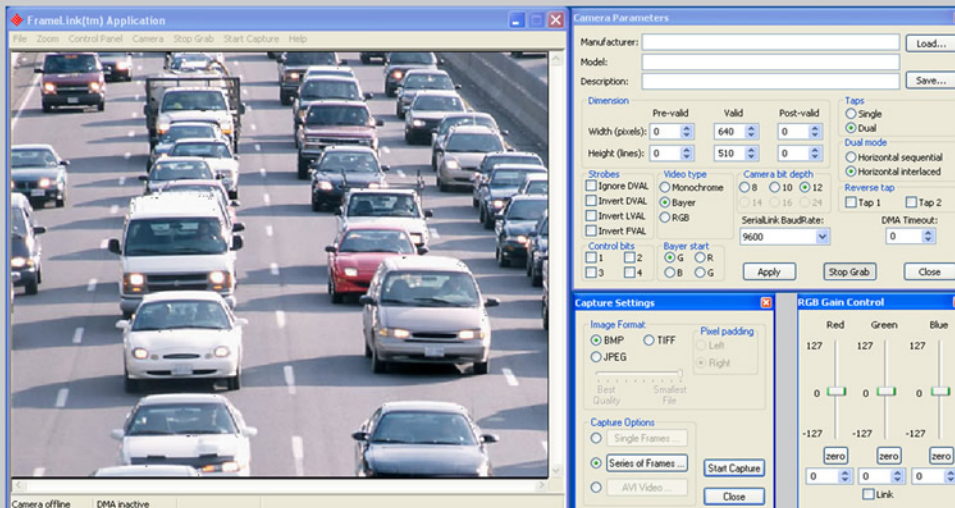 FrameLink(tm) Application
File Zoom Control Panel Camera Stop Grab Start Capture Help
Camera offline DMA inactive
Camera Parameters
Manufacturer: Load...
Model:
Description: Save...
Dimension
Pre-valid Valid Post-valid
Width (pixels): 0 640 0
Height (lines): 0 510 0
Taps
Single
Dual
Dual mode
Horizontal sequential
Horizontal interlaced
Strobes
Ignore DVAL
Invert DVAL
Invert LVAL
Invert FVAL
Video type
Monochrome
Bayer
RGB
Camera bit depth
8 10 12
14 16 24
Reverse tap
Tap 1 Tap 2
SerialLink BaudRate:
9600
DMA Timeout:
0
Control bits
1 2
3 4
Bayer start
G R
B G
Apply Stop Grab Close
Capture Settings
Image Format
BMP TIFF
JPEG
Best Quality
Smallest File
Pixel padding
Left
Right
Capture Options
Single Frames ...
Series of Frames ...
AVI Video ...
Start Capture
Close
RGB Gain Control
Red Green Blue
127 127 127
0 0 0
-127 -127 -127
zero zero zero
0 0 0
Link